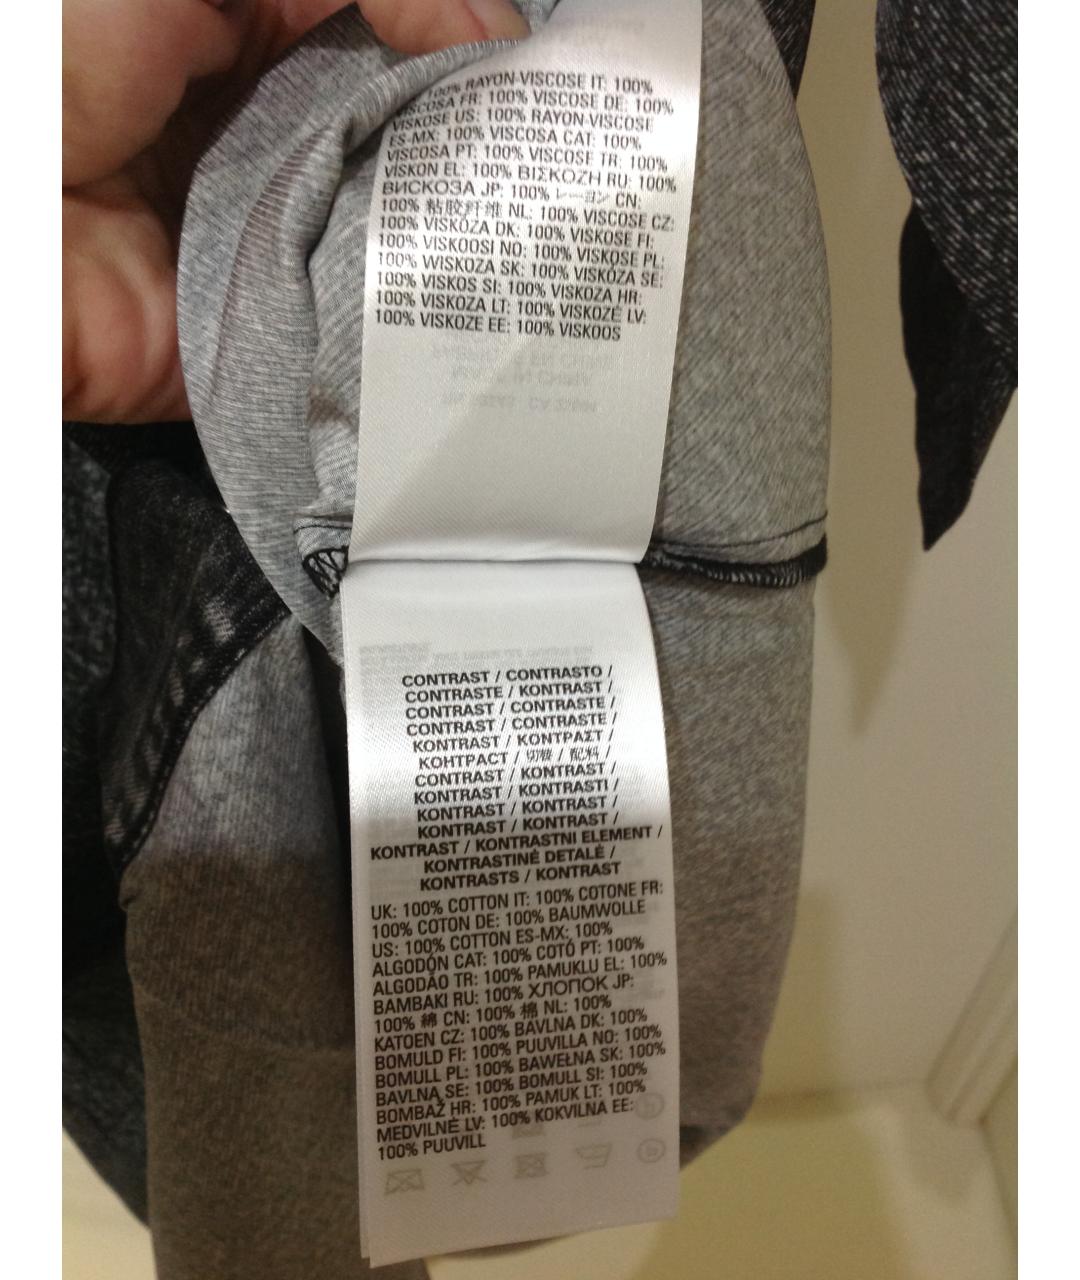 100% RAYON-VISCOSE IT: 100%
VISCOSA FR: 100% VISCOSE DE: 100%
VISKOSE US: 100% RAYON-VISCOSE
ES-MX: 100% VISCOSA CAT: 100%
VISCOSA PT: 100% VISCOSE TR: 100%
VISKON EL: 100% ΒΙΣΚΟΖΗ RU: 100%
ВИСКОЗА JP: 100% レーヨン CN:
100% 粘胶纤维 NL: 100% VISCOSE CZ:
100% VISKÓZA DK: 100% VISKOSE FI:
100% VISKOOSI NO: 100% VISKOSE PL:
100% WISKOZA SK: 100% VISKÓZA SE:
100% VISKOS SI: 100% VISKOZA HR:
100% VISKOZA LT: 100% VISKOZĖ LV:
100% VISKOZE EE: 100% VISKOOS
CONTRAST / CONTRASTO /
CONTRASTE / KONTRAST /
CONTRAST / CONTRASTE /
CONTRAST / CONTRASTE /
KONTRAST / ΚΟΝΤΡΑΣΤ /
КОНТРАСТ / 切替 / 配料 /
CONTRAST / KONTRAST /
KONTRAST / KONTRASTI /
KONTRAST / KONTRAST /
KONTRAST / KONTRAST /
KONTRAST / KONTRASTNI ELEMENT /
KONTRASTINĖ DETALĖ /
KONTRASTS / KONTRAST
UK: 100% COTTON IT: 100% COTONE FR:
100% COTON DE: 100% BAUMWOLLE
US: 100% COTTON ES-MX: 100%
ALGODÓN CAT: 100% COTÓ PT: 100%
ALGODÃO TR: 100% PAMUKLU EL: 100%
ΒΑΜΒΑΚΙ RU: 100% ХЛОПОК JP:
100% 綿 CN: 100% 棉 NL: 100%
KATOEN CZ: 100% BAVLNA DK: 100%
BOMULD FI: 100% PUUVILLA NO: 100%
BOMULL PL: 100% BAWEŁNA SK: 100%
BAVLNA SE: 100% BOMULL SI: 100%
BOMBAŽ HR: 100% PAMUK LT: 100%
MEDVILNĖ LV: 100% KOKVILNA EE:
100% PUUVILL